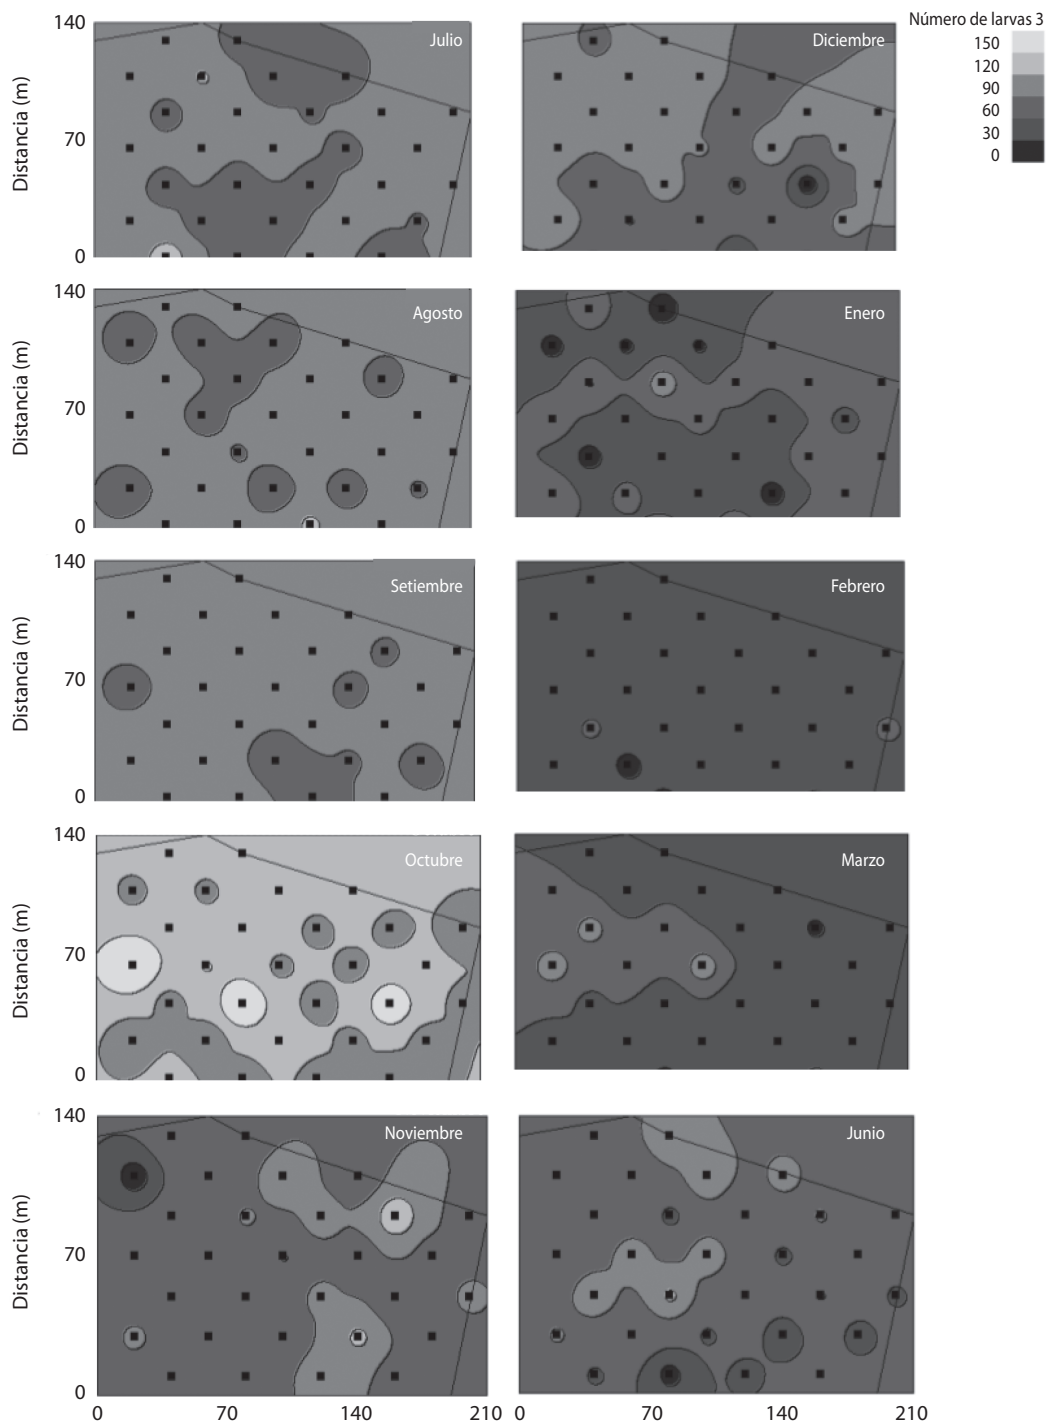 Número de larvas 3
150
120
90
60
30
0
Distancia (m)
140
70
0
Julio
Diciembre
Distancia (m)
140
70
0
Agosto
Enero
Distancia (m)
140
70
0
Setiembre
Febrero
Distancia (m)
140
70
0
Octubre
Marzo
Distancia (m)
140
70
0
Noviembre
Junio
0 70 140 210
0 70 140 210